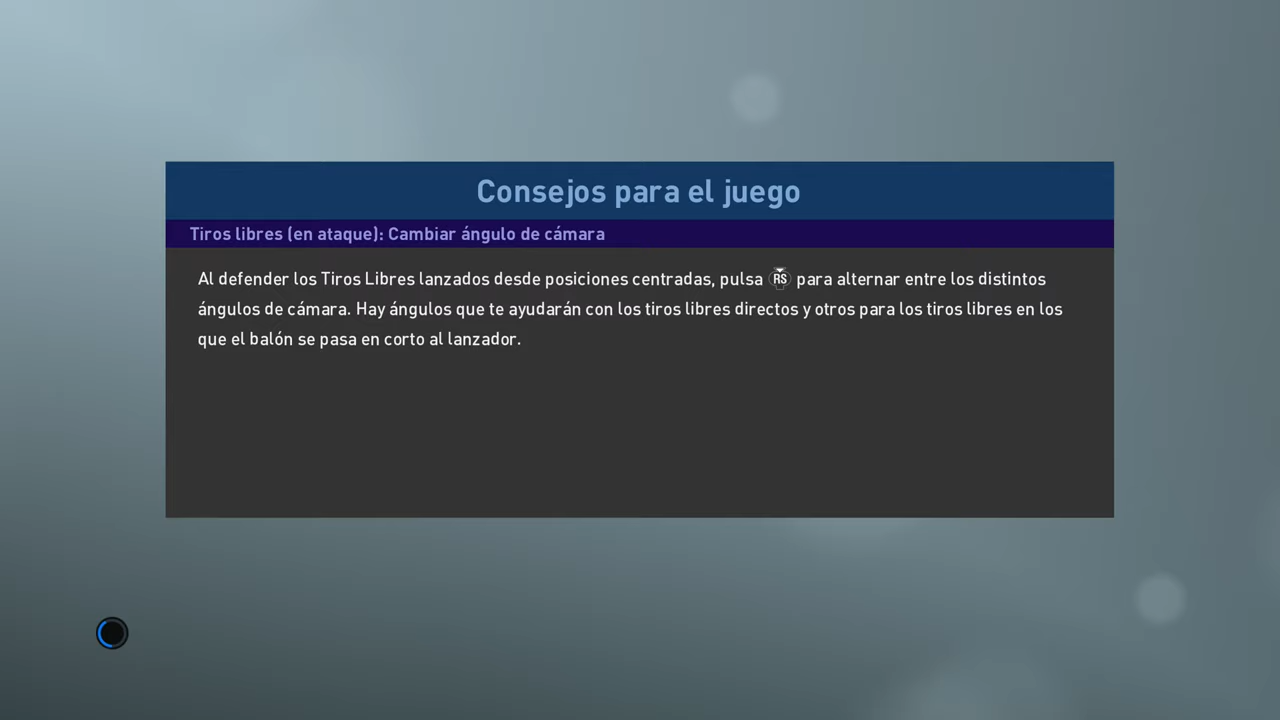 Consejos para el juego
Tiros libres (en ataque): Cambiar ángulo de cámara
Al defender los Tiros Libres lanzados desde posiciones centradas, pulsa RS para alternar entre los distintos
ángulos de cámara. Hay ángulos que te ayudarán con los tiros libres directos y otros para los tiros libres en los
que el balón se pasa en corto al lanzador.